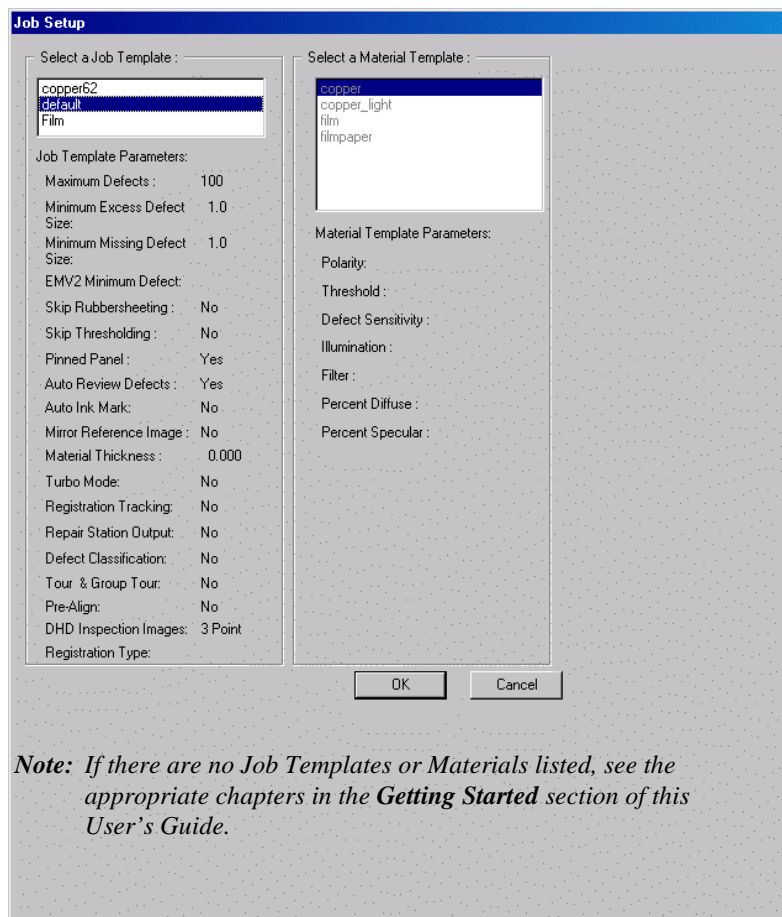 Job Setup
Select a Job Template :
copper62
default
Film
Job Template Parameters:
Maximum Defects : 100
Minimum Excess Defect 1.0
Size:
Minimum Missing Defect 1.0
Size:
EMV2 Minimum Defect:
Skip Rubbersheeting : No
Skip Thresholding : No
Pinned Panel : Yes
Auto Review Defects : Yes
Auto Ink Mark: No
Mirror Reference Image : No
Material Thickness : 0.000
Turbo Mode: No
Registration Tracking: No
Repair Station Output: No
Defect Classification: No
Tour & Group Tour: No
Pre-Align: No
DHD Inspection Images: 3 Point
Registration Type:
Select a Material Template :
copper
copper_light
film
filmpaper
Material Template Parameters:
Polarity:
Threshold :
Defect Sensitivity :
Illumination :
Filter :
Percent Diffuse :
Percent Specular :
OK Cancel
Note: If there are no Job Templates or Materials listed, see the
appropriate chapters in the Getting Started section of this
User's Guide.